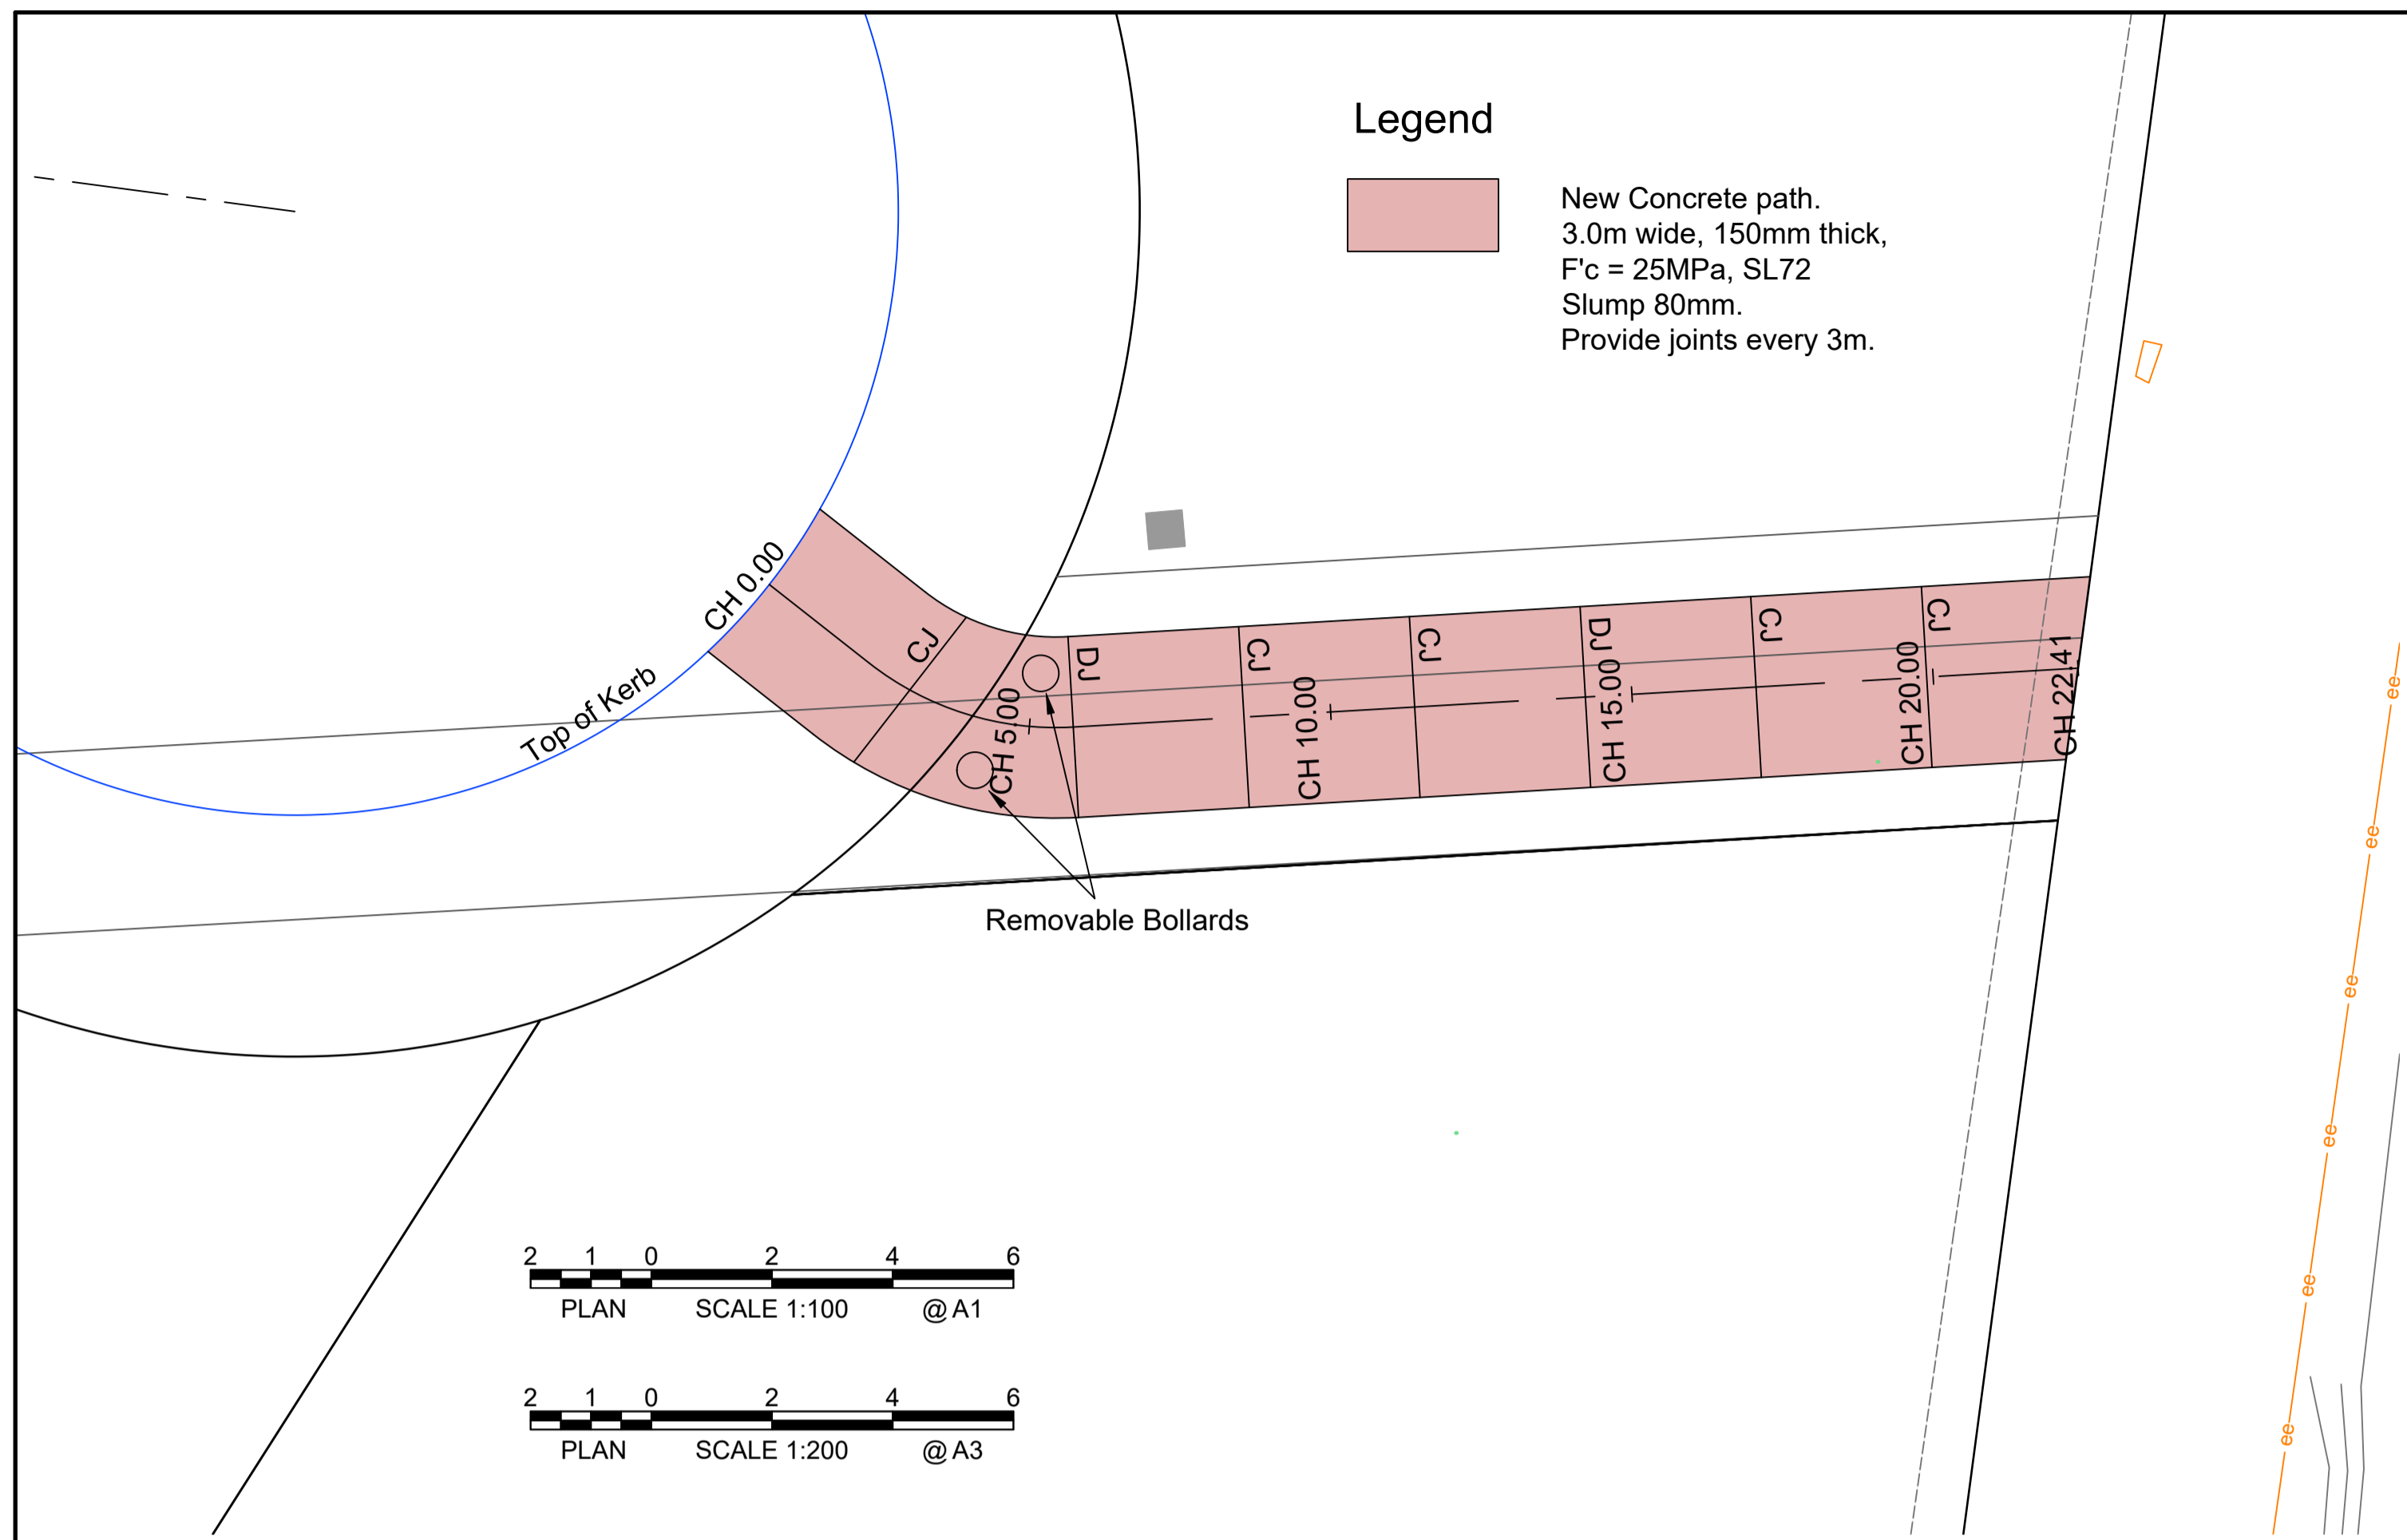 Legend
New Concrete path.
3.0m wide, 150mm thick,
F'c = 25MPa, SL72
Slump 80mm.
Provide joints every 3m.
CH 0.00
Top of Kerb
CJ
CH 5.00
DJ
CJ
CH 10.00
CJ
DJ
CH 15.00
CJ
CJ
CH 20.00
CH 22.41
Removable Bollards
ee
ee
ee
ee
ee
ee
2 1 0 2 4 6
PLAN SCALE 1:100 @ A1
2 1 0 2 4 6
PLAN SCALE 1:200 @ A3